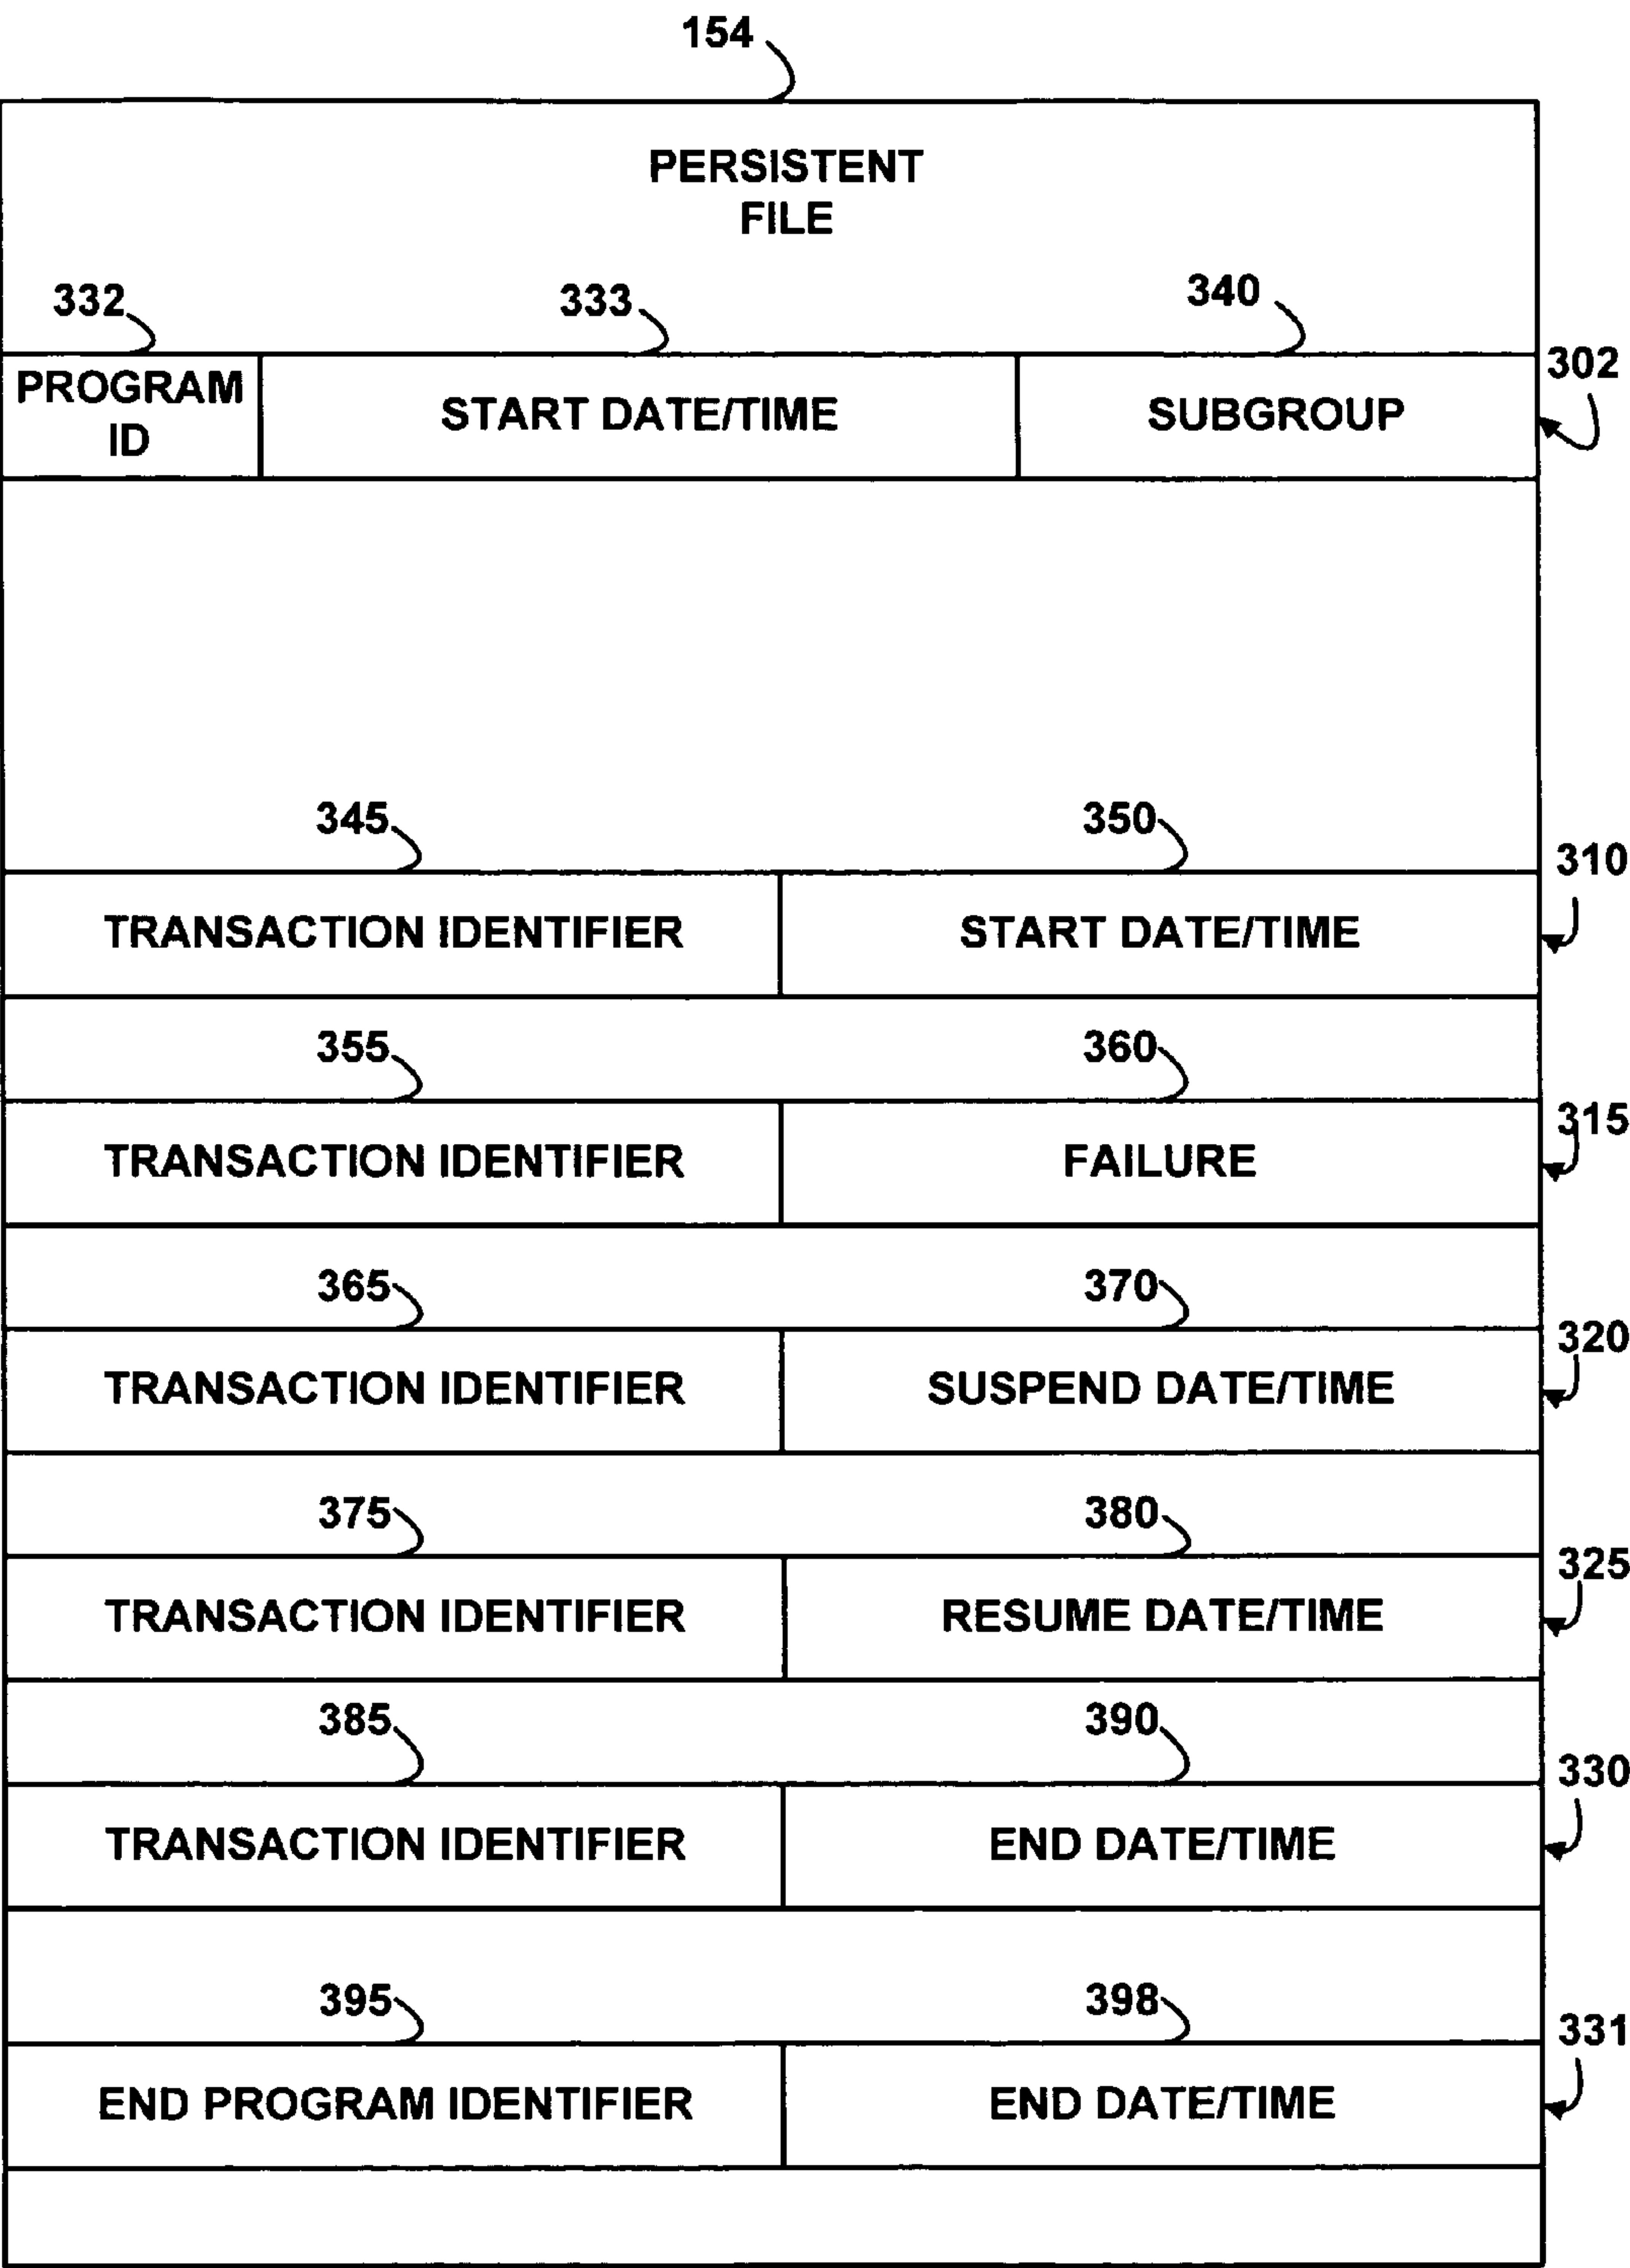 154
PERSISTENT
FILE
332
333
340
302
PROGRAM
ID
START DATE/TIME
SUBGROUP
345
350
310
TRANSACTION IDENTIFIER
START DATE/TIME
355
360
315
TRANSACTION IDENTIFIER
FAILURE
365
370
320
TRANSACTION IDENTIFIER
SUSPEND DATE/TIME
375
380
325
TRANSACTION IDENTIFIER
RESUME DATE/TIME
385
390
330
TRANSACTION IDENTIFIER
END DATE/TIME
395
398
331
END PROGRAM IDENTIFIER
END DATE/TIME